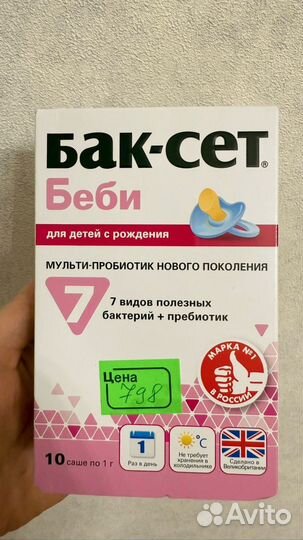 Бак-сет®
Беби
для детей с рождения
МУЛЬТИ-ПРОБИОТИК НОВОГО ПОКОЛЕНИЯ
7
7 видов полезных
бактерий + пребиотик
МАРКА №1
В РОССИИ
Цена
798
10 саше по 1 г
1
Раз в день
°C
Не требует
хранения в
холодильнике
Сделано в
Великобритании
Avito